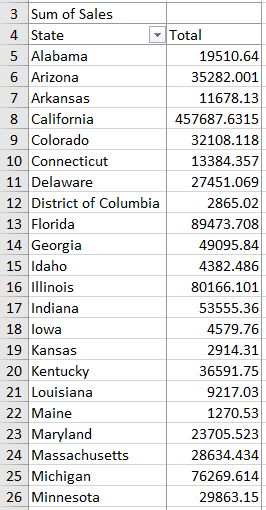 3 Sum of Sales
4 State Total
5 Alabama 19510.64
6 Arizona 35282.001
7 Arkansas 11678.13
8 California 457687.6315
9 Colorado 32108.118
10 Connecticut 13384.357
11 Delaware 27451.069
12 District of Columbia 2865.02
13 Florida 89473.708
14 Georgia 49095.84
15 Idaho 4382.486
16 Illinois 80166.101
17 Indiana 53555.36
18 Iowa 4579.76
19 Kansas 2914.31
20 Kentucky 36591.75
21 Louisiana 9217.03
22 Maine 1270.53
23 Maryland 23705.523
24 Massachusetts 28634.434
25 Michigan 76269.614
26 Minnesota 29863.15